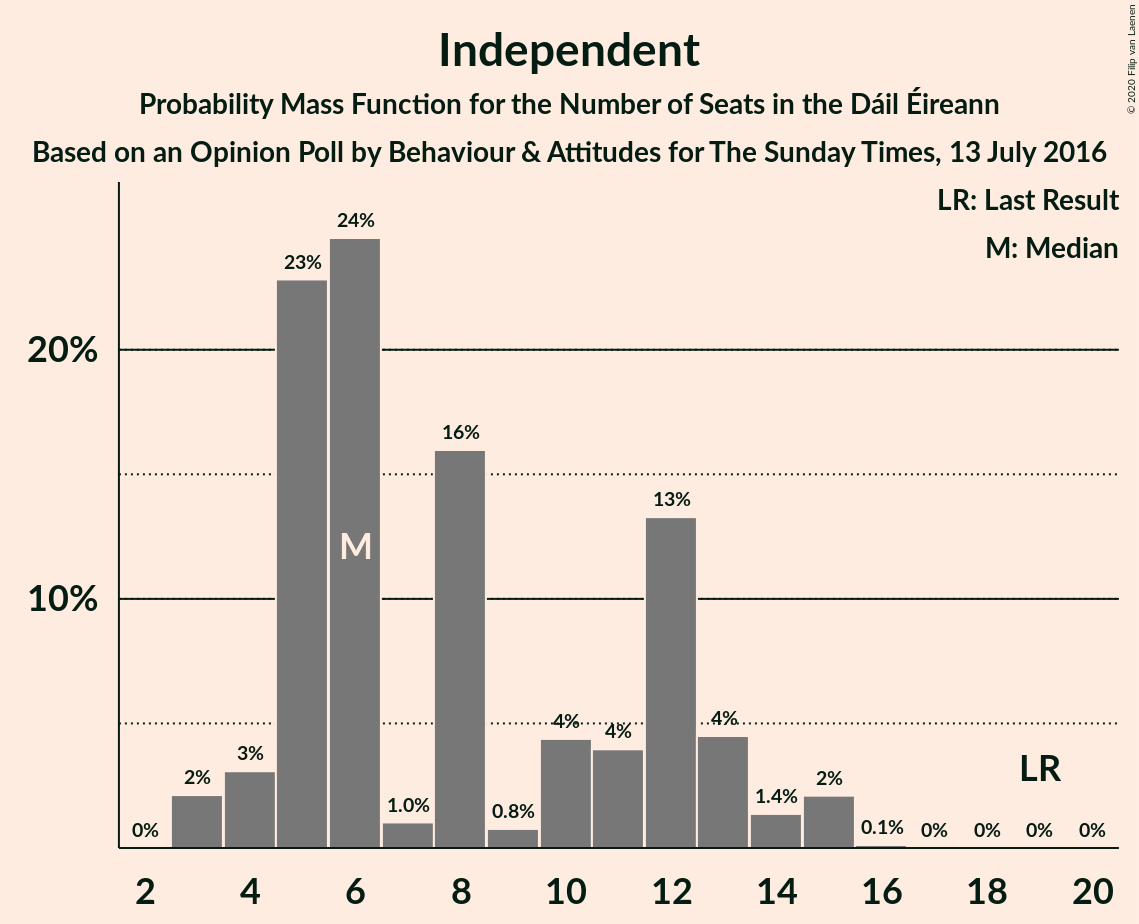 © 2020 Filip van Laenen
Independent
Probability Mass Function for the Number of Seats in the Dáil Éireann
Based on an Opinion Poll by Behaviour & Attitudes for The Sunday Times, 13 July 2016
LR: Last Result
M: Median
20%
10%
0%
2%
3%
23%
24%
1.0%
16%
0.8%
4%
4%
13%
4%
1.4%
2%
0.1%
0%
0%
0%
0%
M
LR
2 4 6 8 10 12 14 16 18 20